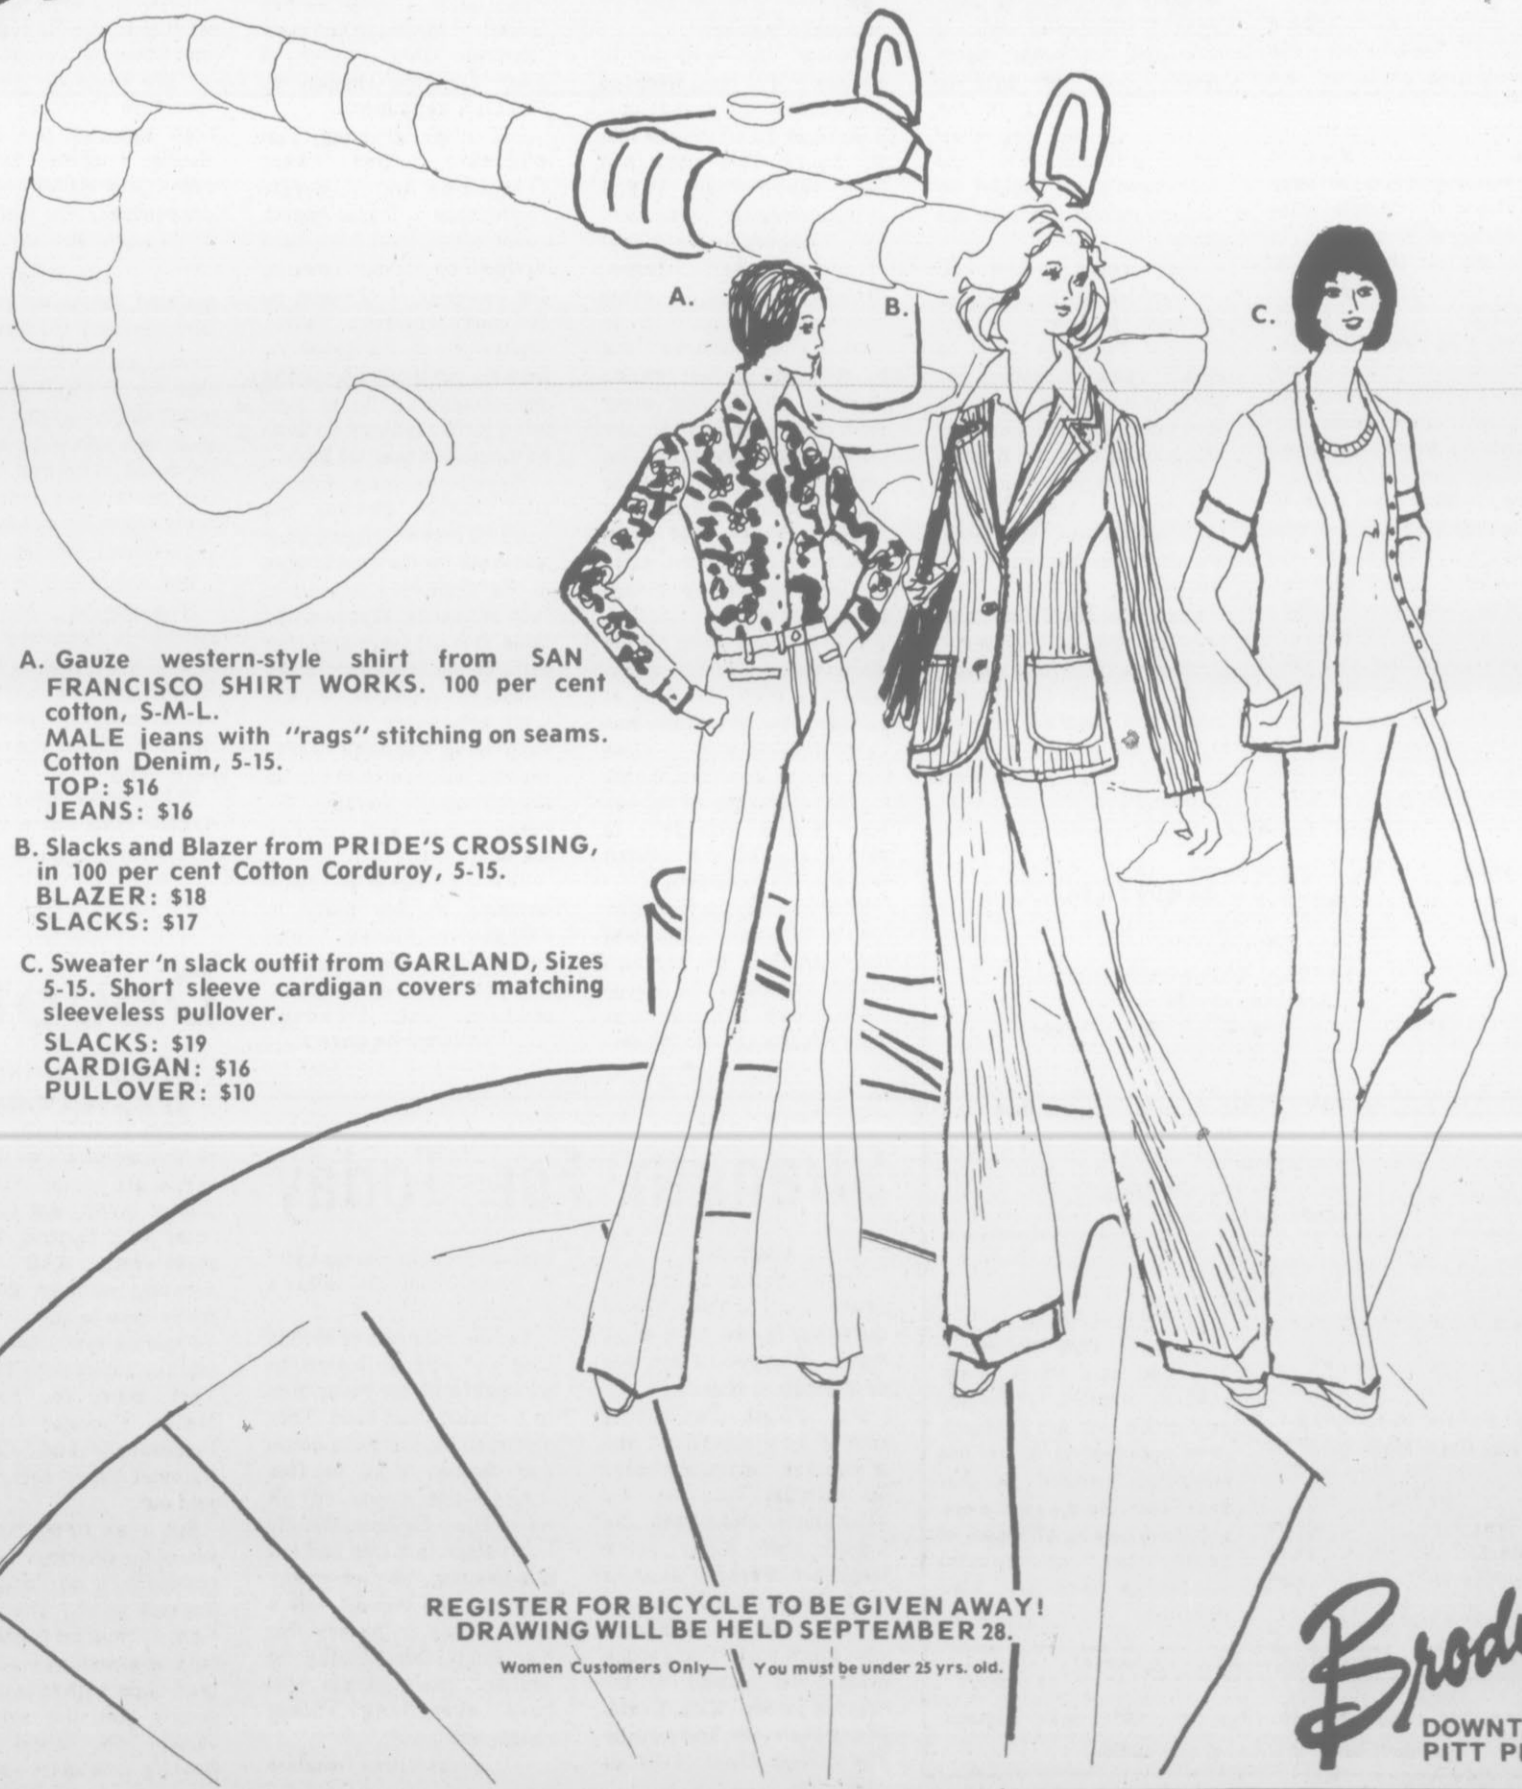 A.
B.
C.
A. Gauze western-style shirt from SAN
FRANCISCO SHIRT WORKS. 100 per cent
cotton, S-M-L.
MALE jeans with "rags" stitching on seams.
Cotton Denim, 5-15.
TOP: $16
JEANS: $16
B. Slacks and Blazer from PRIDE'S CROSSING,
in 100 per cent Cotton Corduroy, 5-15.
BLAZER: $18
SLACKS: $17
C. Sweater 'n slack outfit from GARLAND, Sizes
5-15. Short sleeve cardigan covers matching
sleeveless pullover.
SLACKS: $19
CARDIGAN: $16
PULLOVER: $10
REGISTER FOR BICYCLE TO BE GIVEN AWAY!
DRAWING WILL BE HELD SEPTEMBER 28.
Women Customers Only— You must be under 25 yrs. old.
Brody
DOWNT
PITT P